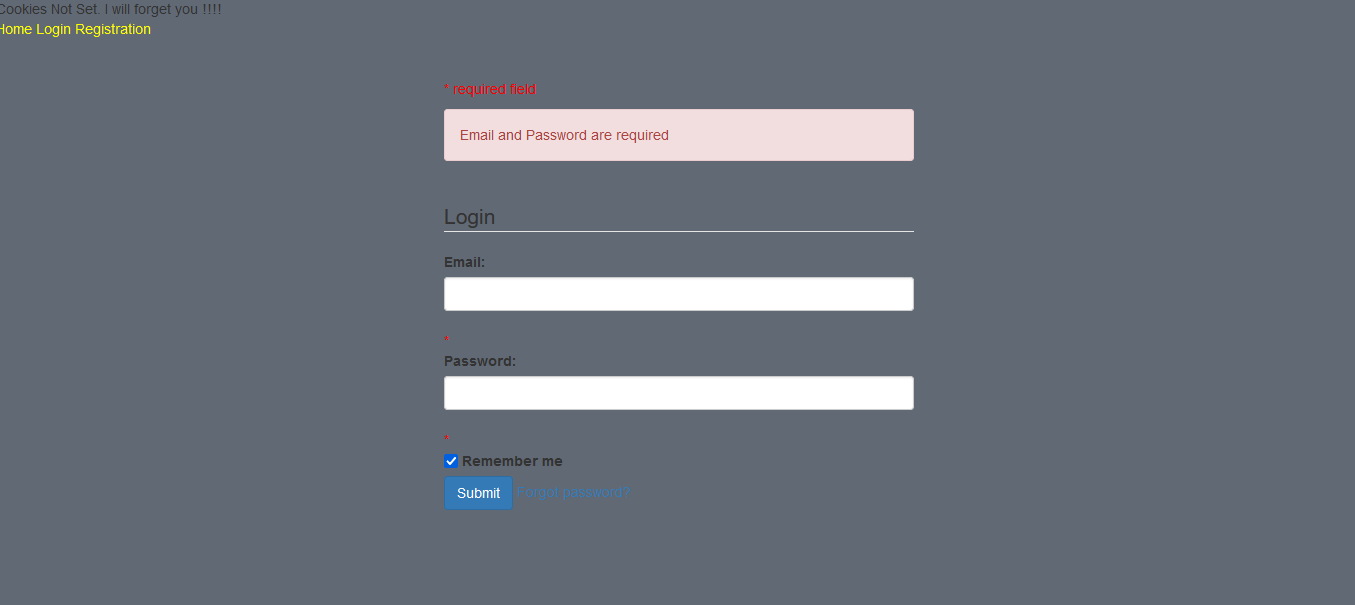 Cookies Not Set. I will forget you !!!!
Home Login Registration
* required field
Email and Password are required
Login
Email:
*
Password:
*
Remember me
Submit Forgot password?